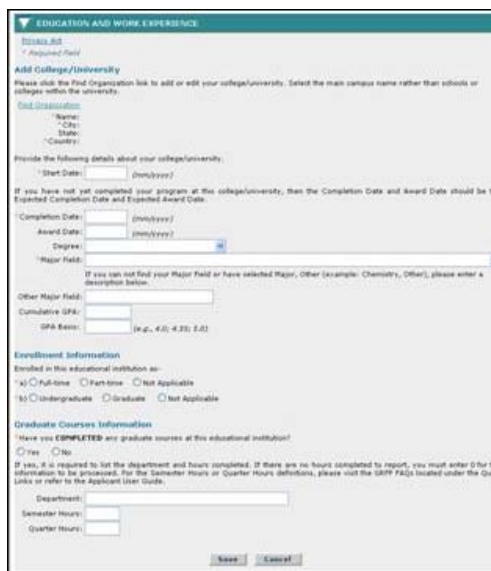 EDUCATION AND WORK EXPERIENCE
Privacy Act
* Required Field
Add College/University
Please click the Find Organization link to add or edit your college/university. Select the main campus name rather than schools or
colleges within the university.
Find Organization
*Name:
*City:
State:
*Country:
Provide the following details about your college/university.
*Start Date: (mm/yyyy)
If you have not yet completed your program at this college/university, then the Completion Date and Award Date should be t
Expected Completion Date and Expected Award Date.
*Completion Date: (mm/yyyy)
Award Date: (mm/yyyy)
Degree:
*Major Field:
If you can not find your Major Field or have selected Major, Other (example: Chemistry, Other), please enter a
description below.
Other Major Field:
Cumulative GPA:
GPA Basis: (e.g., 4.0; 4.35; 5.0)
Enrollment Information
Enrolled in this educational institution as-
*a) Full-time Part-time Not Applicable
*b) Undergraduate Graduate Not Applicable
Graduate Courses Information
*Have you COMPLETED any graduate courses at this educational institution?
Yes No
If yes, it is required to list the department and hours completed. If there are no hours completed to report, you must enter 0 for t
information to be processed. For the Semester Hours or Quarter Hours definitions, please visit the GRFP FAQs located under the Qu
Links or refer to the Applicant User Guide.
Department:
Semester Hours:
Quarter Hours:
Save Cancel